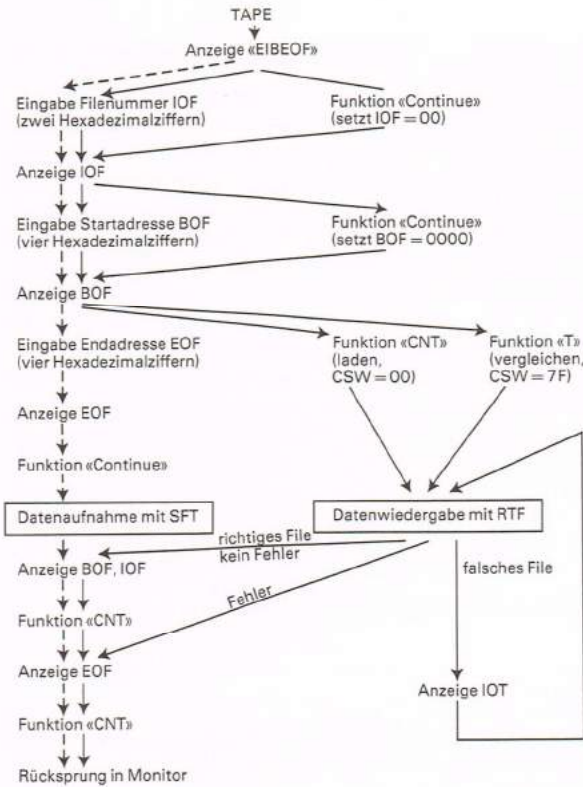 TAPE
Anzeige «EIBEOF»
Eingabe Filenummer IOF
(zwei Hexadezimalziffern)
Funktion «Continue»
(setzt IOF = 00)
Anzeige IOF
Eingabe Startadresse BOF
(vier Hexadezimalziffern)
Funktion «Continue»
(setzt BOF = 0000)
Anzeige BOF
Eingabe Endadresse EOF
(vier Hexadezimalziffern)
Funktion «CNT»
(laden,
CSW = 00)
Funktion «T»
(vergleichen,
CSW = 7F)
Anzeige EOF
Funktion «Continue»
Datenaufnahme mit SFT
Datenwiedergabe mit RTF
richtiges File
kein Fehler
falsches File
Anzeige BOF, IOF
Fehler
Funktion «CNT»
Anzeige EOF
Anzeige IOT
Funktion «CNT»
Rücksprung in Monitor